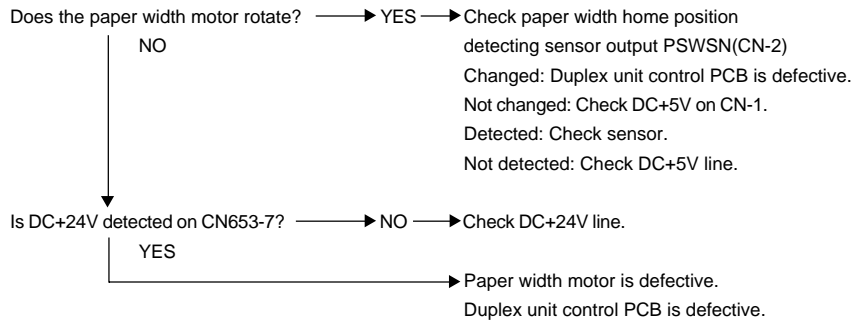 Does the paper width motor rotate? YES Check paper width home position
NO detecting sensor output PSWSN(CN-2)
Changed: Duplex unit control PCB is defective.
Not changed: Check DC+5V on CN-1.
Detected: Check sensor.
Not detected: Check DC+5V line.
Is DC+24V detected on CN653-7? NO Check DC+24V line.
YES
Paper width motor is defective.
Duplex unit control PCB is defective.